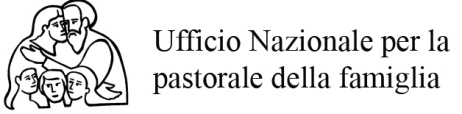 Ufficio Nazionale per la
pastorale della famiglia